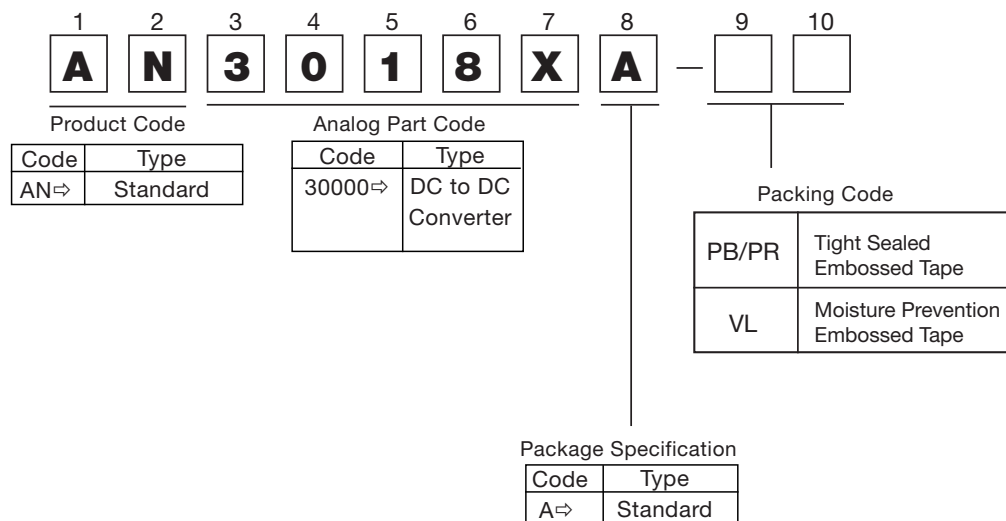 1 2 3 4 5 6 7 8 9 10
A N 3 0 1 8 X A –
Product Code
Code Type
AN⇨ Standard
Analog Part Code
Code Type
30000⇨ DC to DC
Converter
Packing Code
PB/PR Tight Sealed
Embossed Tape
VL Moisture Prevention
Embossed Tape
Package Specification
Code Type
A⇨ Standard